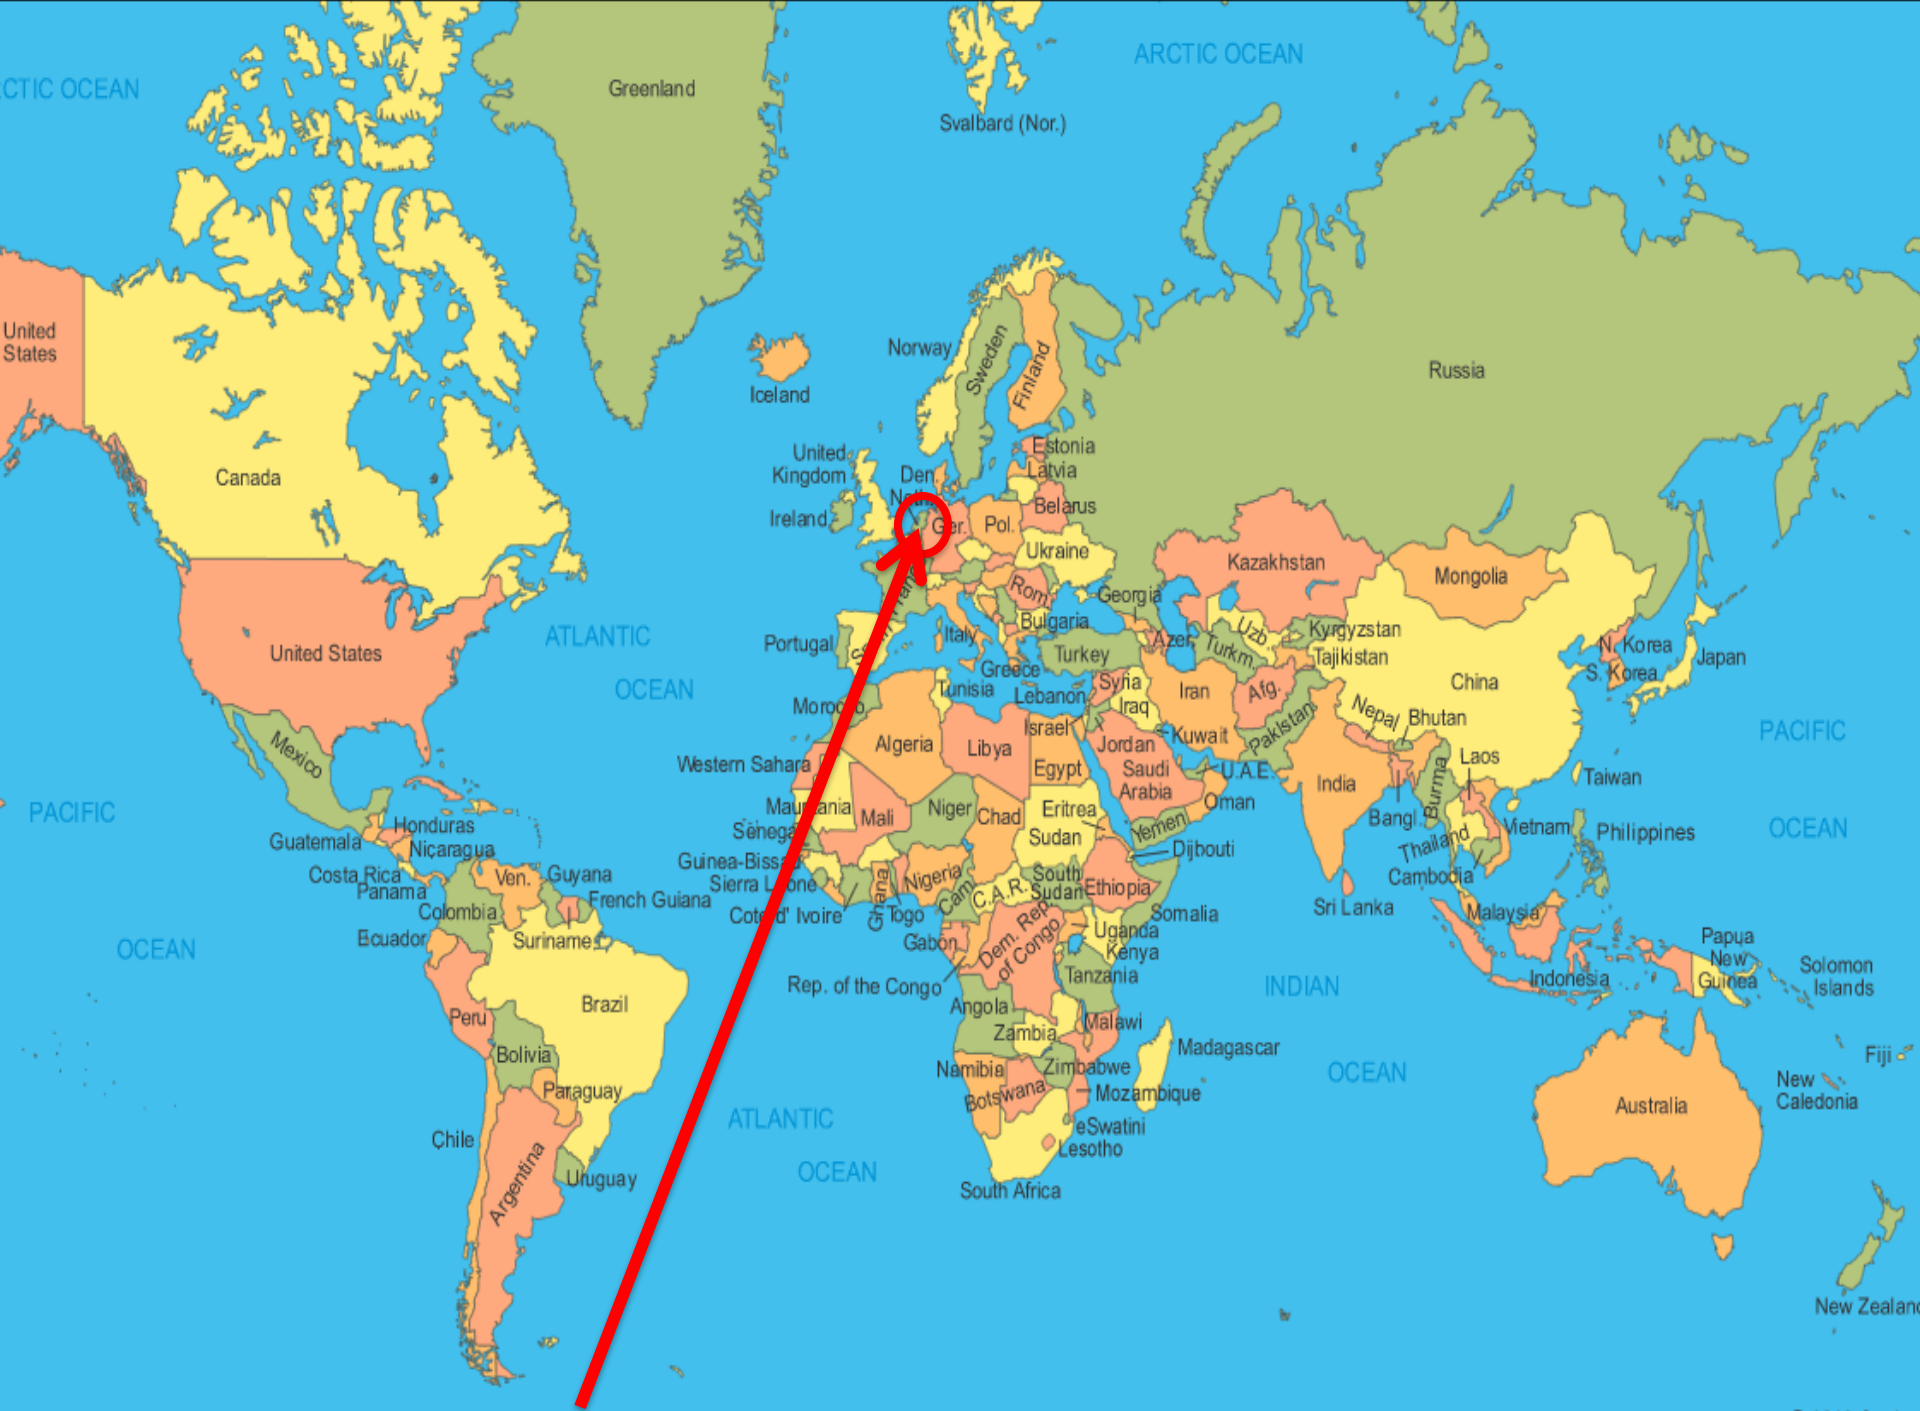 ARCTIC OCEAN
CTIC OCEAN
Greenland
Svalbard (Nor.)
United
States
Canada
Iceland
Norway
Sweden
Finland
Russia
United
Kingdom
Ireland
Den.
Estonia
Latvia
Belarus
Ger.
Pol.
Ukraine
Kazakhstan
Mongolia
Rom.
Georgia
Bulgaria
Italy
Portugal
Greece
Turkey
Azer.
Uzb.
Turkm.
Kyrgyzstan
Tajikistan
N. Korea
S. Korea
Japan
China
United States
ATLANTIC
OCEAN
Tunisia
Lebanon
Syria
Iraq
Iran
Afg.
Pakistan
Nepal
Bhutan
Israel
Jordan
Kuwait
Algeria
Libya
Egypt
Saudi
Arabia
U.A.E.
Oman
India
Laos
Burma
Taiwan
PACIFIC
OCEAN
Mexico
Western Sahara
Mali
Niger
Chad
Eritrea
Sudan
Yemen
Djibouti
Bangl.
Thailand
Vietnam
Cambodia
Philippines
PACIFIC
OCEAN
Guatemala
Honduras
Nicaragua
Costa Rica
Panama
Ven.
Guyana
French Guiana
Colombia
Suriname
Ecuador
Ghana
Togo
Nigeria
Cam.
C.A.R.
South
Sudan
Ethiopia
Somalia
Sri Lanka
Malaysia
d' Ivoire
Gabon
Rep. of the Congo
Dem. Rep.
of Congo
Uganda
Kenya
Tanzania
INDIAN
OCEAN
Indonesia
Papua
New
Guinea
Solomon
Islands
Peru
Brazil
Bolivia
Paraguay
Chile
Argentina
Uruguay
ATLANTIC
OCEAN
Angola
Zambia
Malawi
Namibia
Zimbabwe
Botswana
Mozambique
Madagascar
eSwatini
Lesotho
South Africa
Australia
Fiji
New
Caledonia
New Zealand